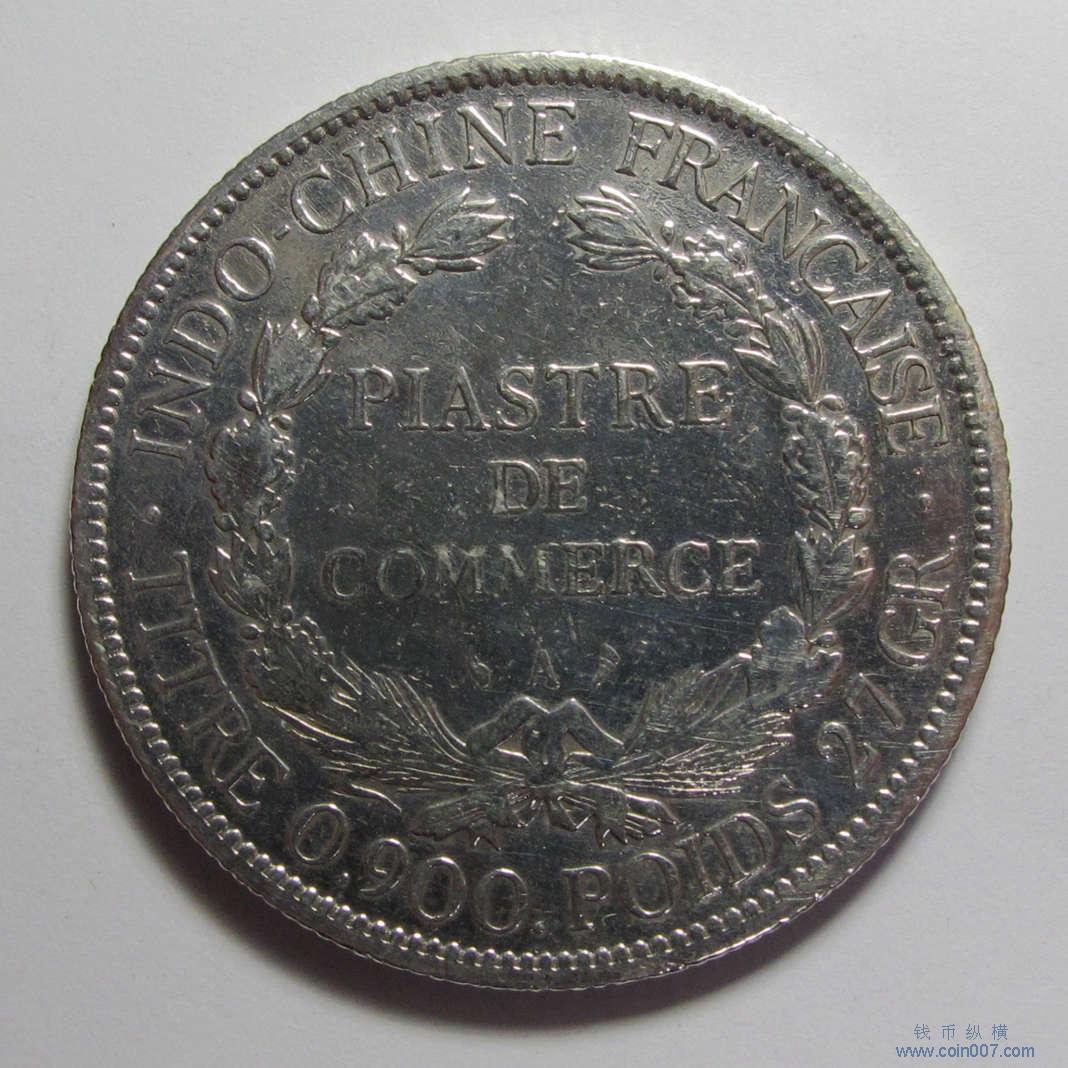 INDO-CHINE FRANÇAISE
PIASTRE
DE
COMMERCE
A
TITRE 0,900. POIDS 27 GR.
钱币纵横
www.coin007.com